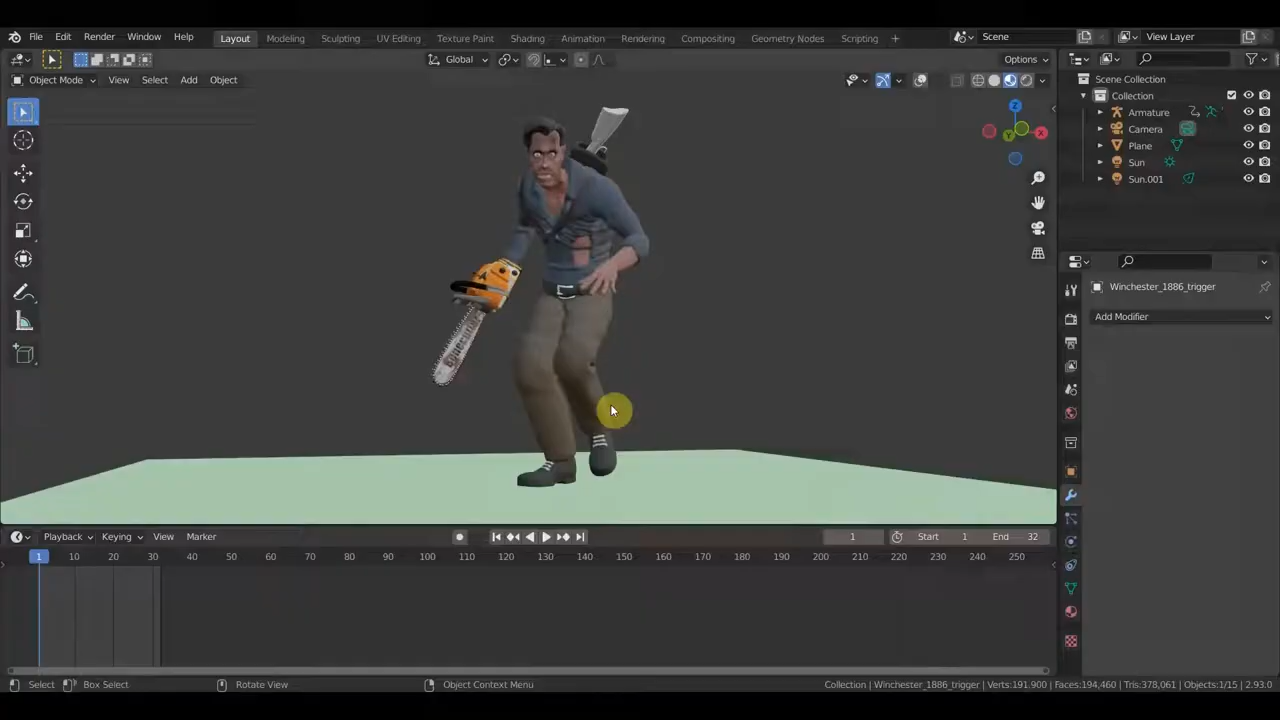 File Edit Render Window Help Layout Modeling Sculpting UV Editing Texture Paint Shading Animation Rendering Compositing Geometry Nodes Scripting + Scene View Layer
Global Options
Object Mode View Select Add Object
Scene Collection
Collection
Armature
Camera
Plane
Sun
Sun.001
Z
X
Y
Winchester_1886_trigger
Add Modifier
Playback Keying View Marker 1 Start 1 End 32
1 10 20 30 40 50 60 70 80 90 100 110 120 130 140 150 160 170 180 190 200 210 220 230 240 250
Select Box Select Rotate View Object Context Menu Collection | Winchester_1886_trigger | Verts:191,900 | Faces:194,460 | Tris:378,061 | Objects:1/15 | 2.93.0